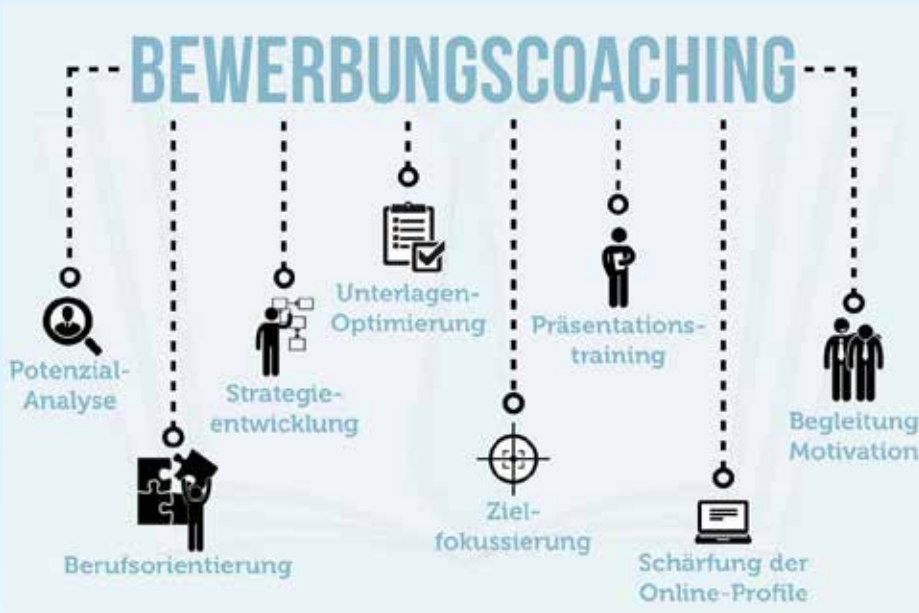 BEWERBUNGSCOACHING
Potenzial-
Analyse
Berufsorientierung
Strategie-
entwicklung
Unterlagen-
Optimierung
Ziel-
fokussierung
Präsentations-
training
Schärfung der
Online-Profile
Begleitung
Motivation